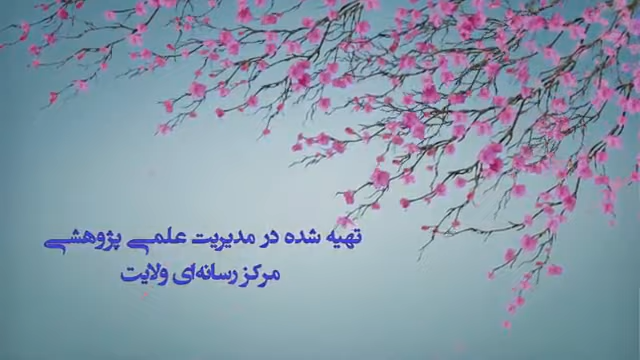 تهیه شده در مدیریت علمی پژوهشی
مرکز رسانه‌ای ولایت